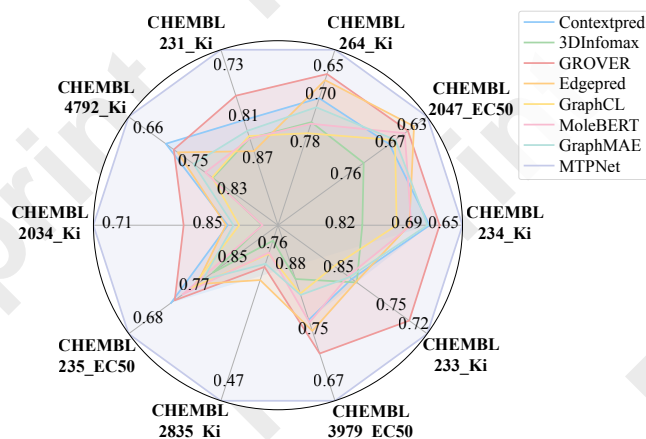 CHEMBL
231_Ki
CHEMBL
264_Ki
CHEMBL
2047_EC50
CHEMBL
234_Ki
CHEMBL
233_Ki
CHEMBL
3979_EC50
CHEMBL
2835_Ki
CHEMBL
235_EC50
CHEMBL
2034_Ki
CHEMBL
4792_Ki
0.73
0.81
0.87
0.65
0.70
0.78
0.63
0.67
0.76
0.65
0.69
0.82
0.72
0.75
0.85
0.67
0.75
0.88
0.47
0.76
0.68
0.77
0.85
0.71
0.85
0.66
0.75
0.83
Contextpred
3DInfomax
GROVER
Edgepred
GraphCL
MoleBERT
GraphMAE
MTPNet